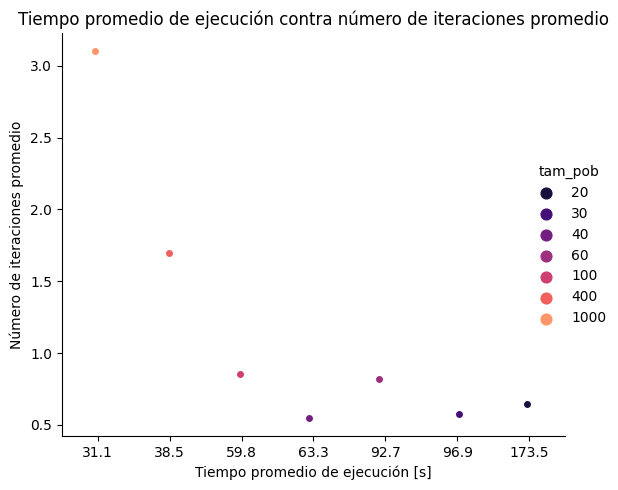 Tiempo promedio de ejecución contra número de iteraciones promedio
3.0
2.5
2.0
1.5
1.0
0.5
Número de iteraciones promedio
31.1 38.5 59.8 63.3 92.7 96.9 173.5
Tiempo promedio de ejecución [s]
tam_pob
20
30
40
60
100
400
1000